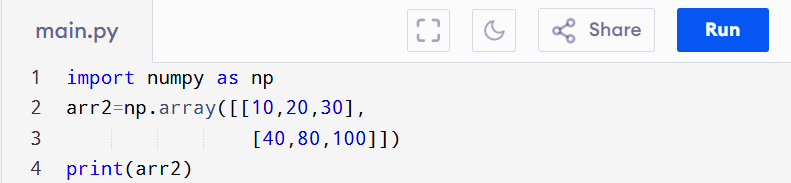 main.py
Share
Run
1 import numpy as np
2 arr2=np.array([[10,20,30],
3                [40,80,100]])
4 print(arr2)